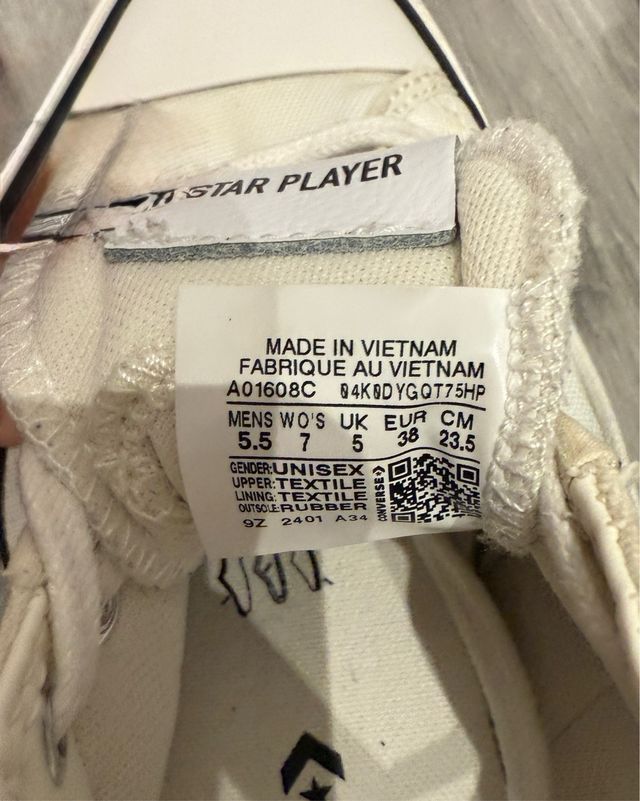 STAR PLAYER
MADE IN VIETNAM
FABRIQUE AU VIETNAM
A01608C 04K0DYGQT75HP
MENS WO'S UK EUR CM
5.5 7 5 38 23.5
GENDER:UNISEX
UPPER:TEXTILE
LINING:TEXTILE
OUTSOLE:RUBBER
9Z 2401 A34
CONVERSE